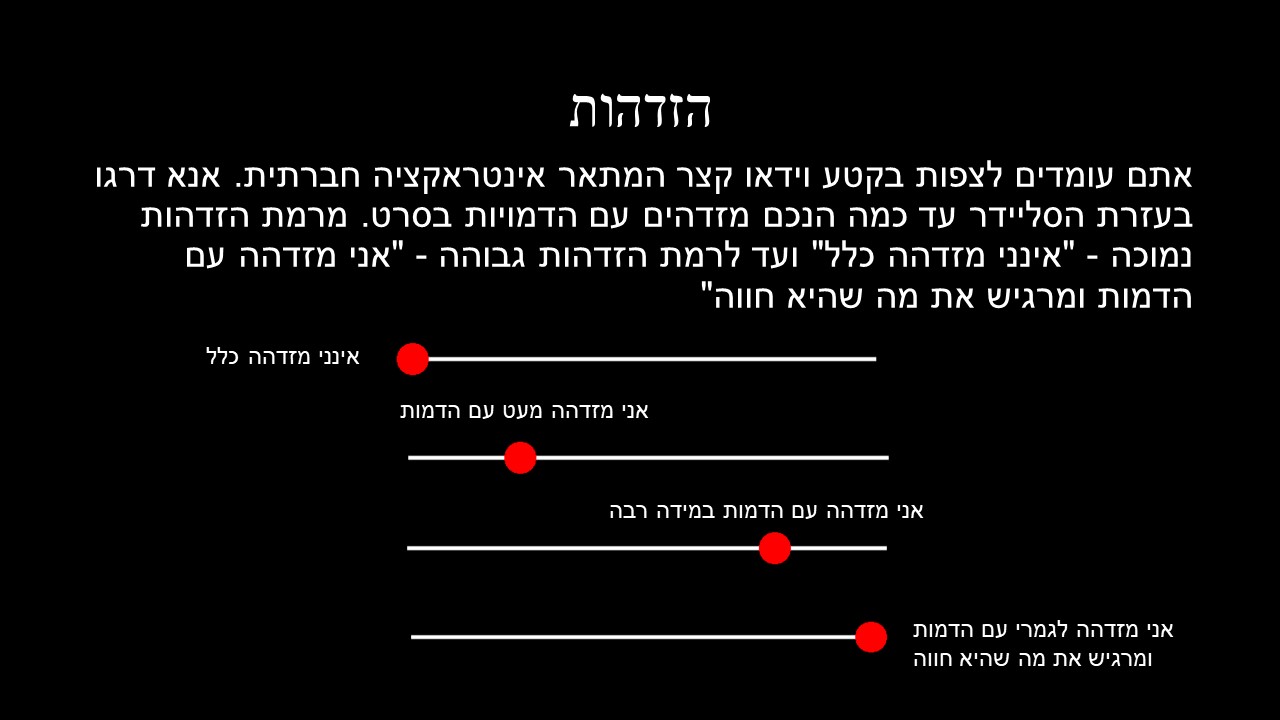 הזדהות
אתם עומדים לצפות בקטע וידאו קצר המתאר אינטראקציה חברתית. אנא דרגו
בעזרת הסליידר עד כמה הנכם מזדהים עם הדמויות בסרט. מרמת הזדהות
נמוכה - "אינני מזדהה כלל" ועד לרמת הזדהות גבוהה - "אני מזדהה עם
הדמות ומרגיש את מה שהיא חווה"
אינני מזדהה כלל
אני מזדהה מעט עם הדמות
אני מזדהה עם הדמות במידה רבה
אני מזדהה לגמרי עם הדמות
ומרגיש את מה שהיא חווה